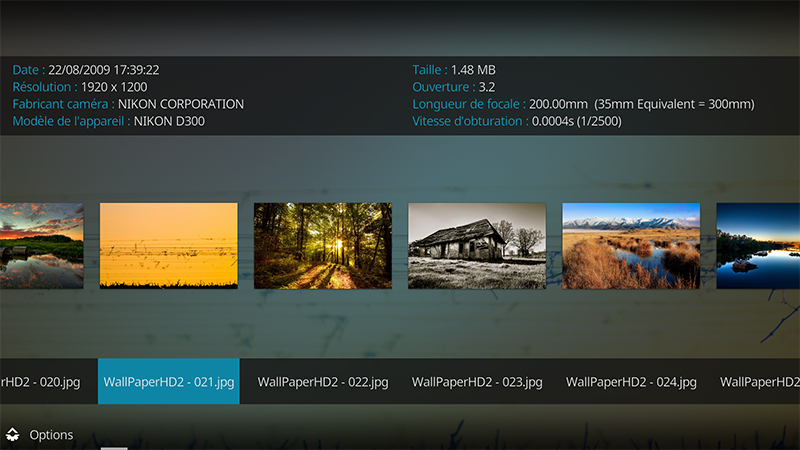 Date : 22/08/2009 17:39:22
Résolution : 1920 x 1200
Fabricant caméra : NIKON CORPORATION
Modèle de l'appareil : NIKON D300
Taille : 1.48 MB
Ouverture : 3.2
Longueur de focale : 200.00mm (35mm Equivalent = 300mm)
Vitesse d'obturation : 0.0004s (1/2500)
rHD2 - 020.jpg
WallPaperHD2 - 021.jpg
WallPaperHD2 - 022.jpg
WallPaperHD2 - 023.jpg
WallPaperHD2 - 024.jpg
WallPaperHD2
Options